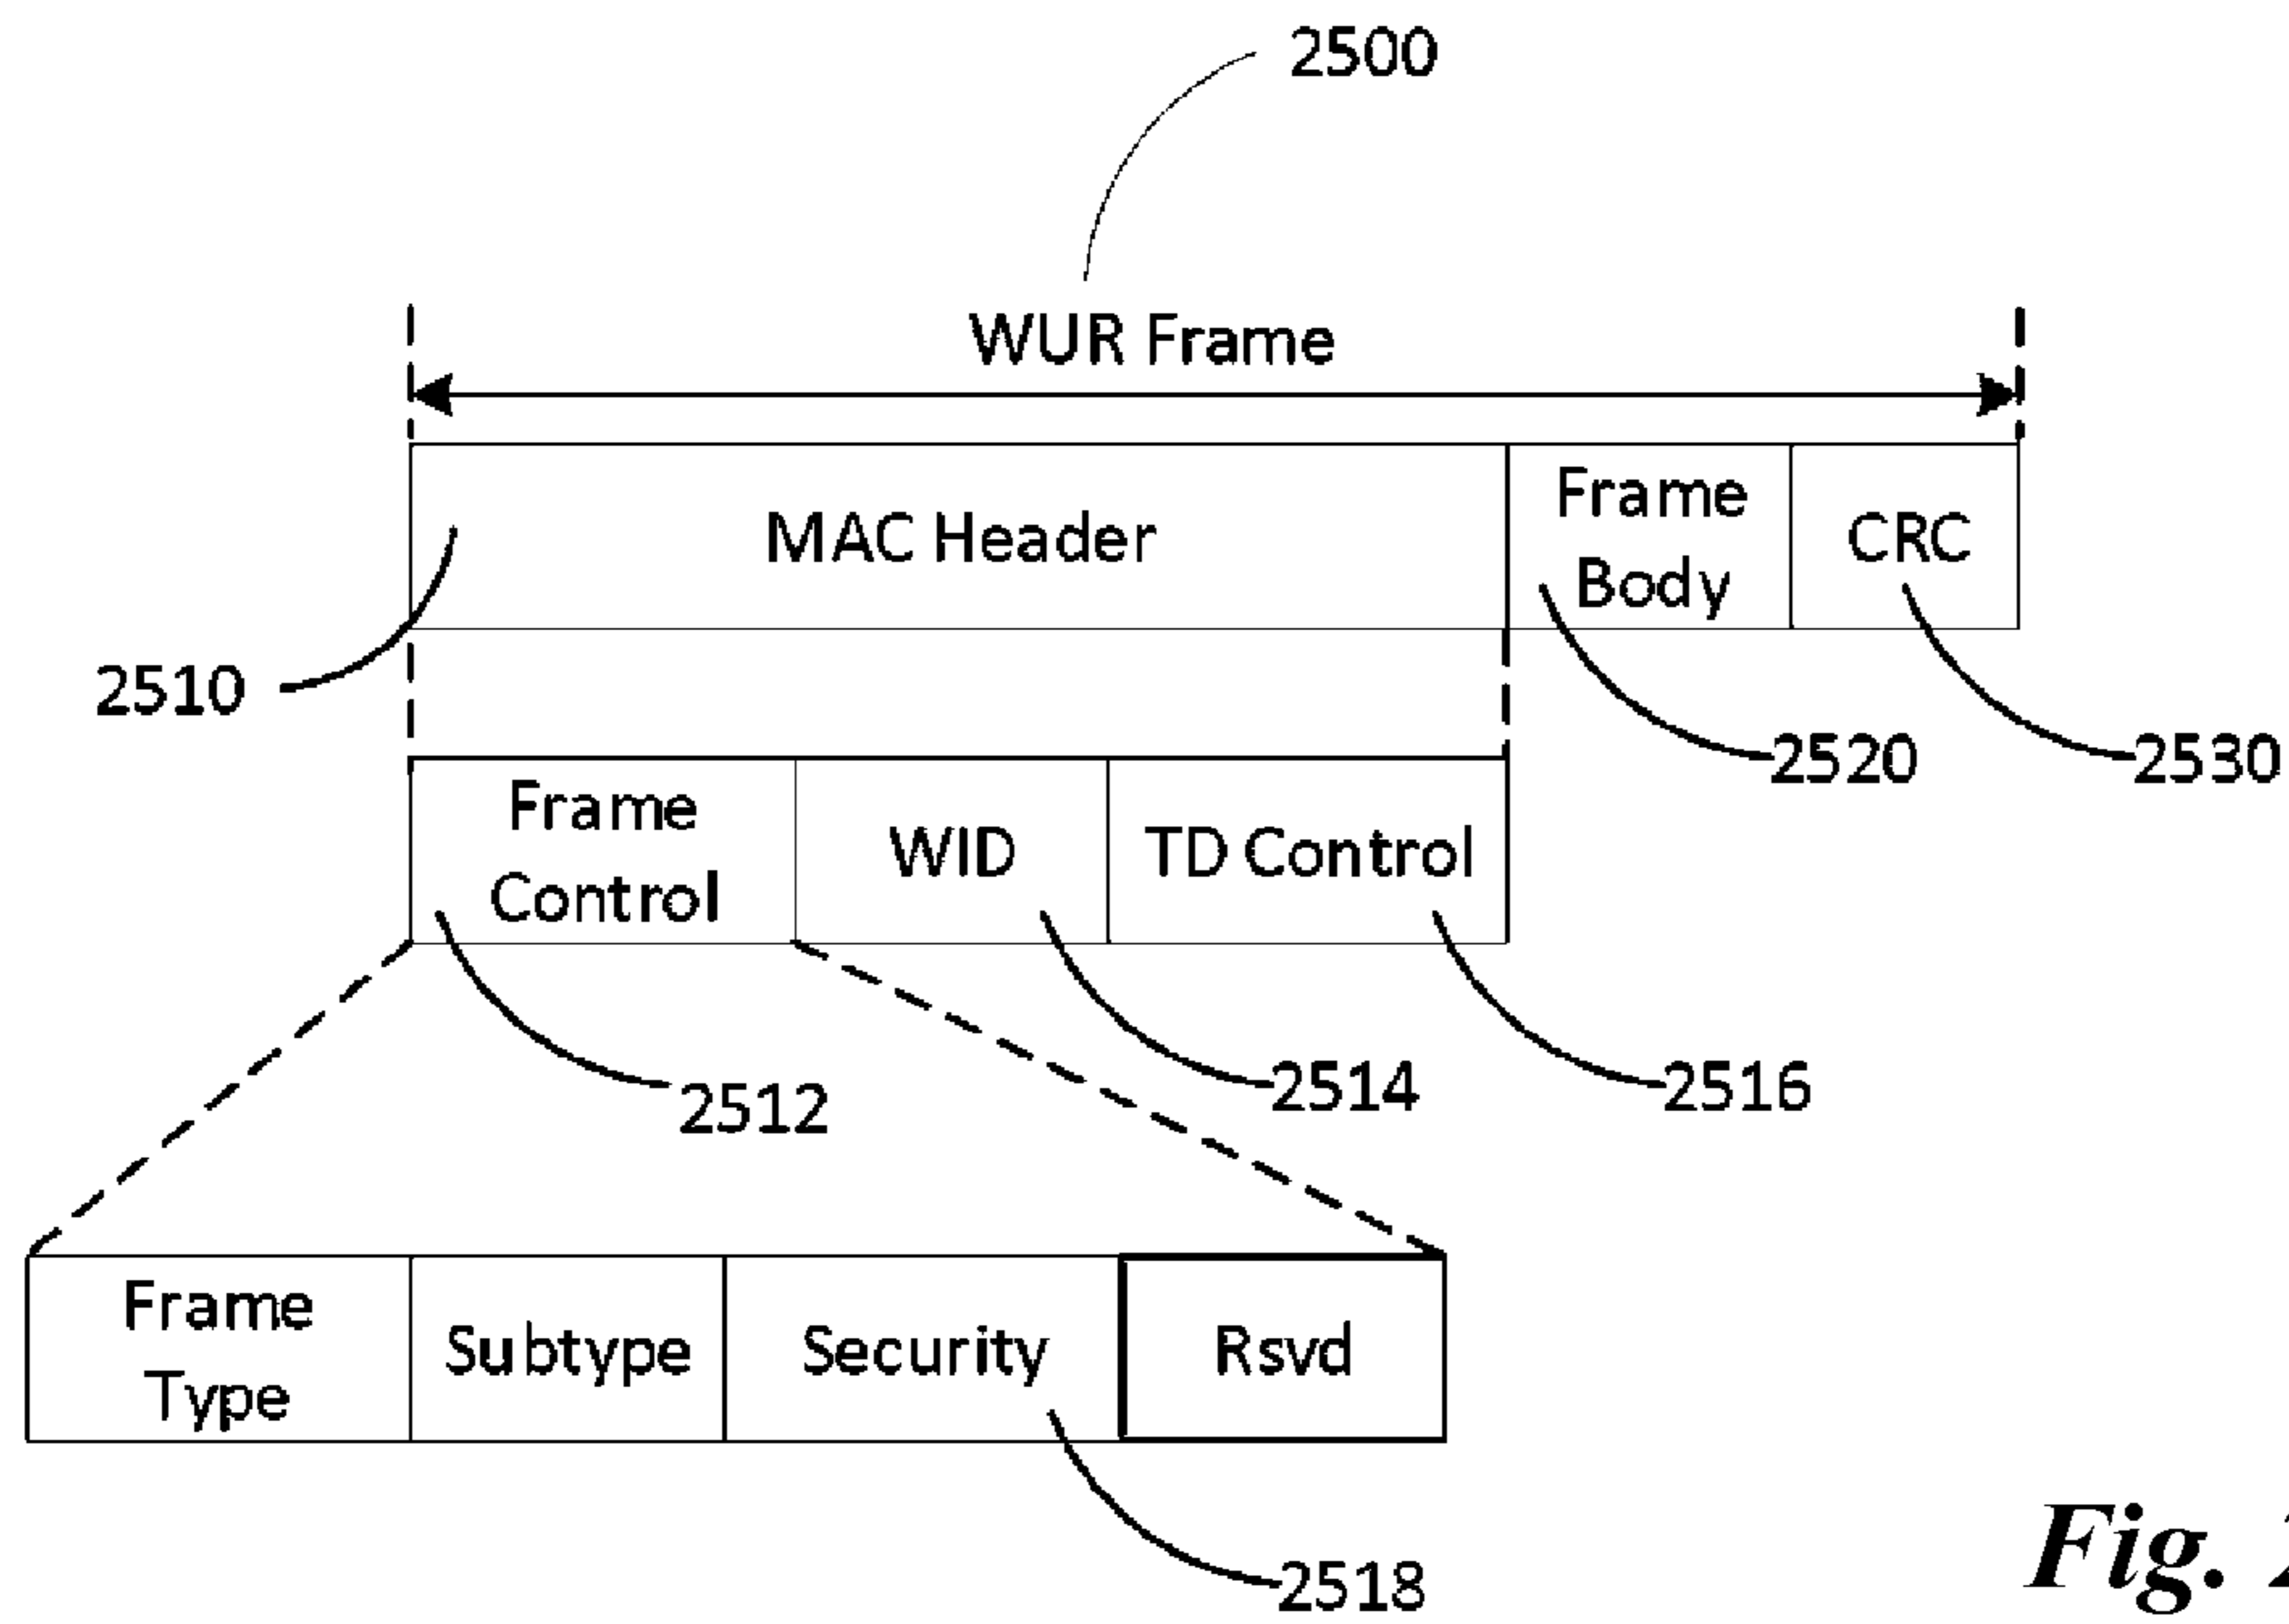 2500
WUR Frame
MAC Header
Frame
Body
CRC
2510
2520
2530
Frame
Control
WID
TD Control
2512
2514
2516
Frame
Type
Subtype
Security
Rsvd
2518
Fig.